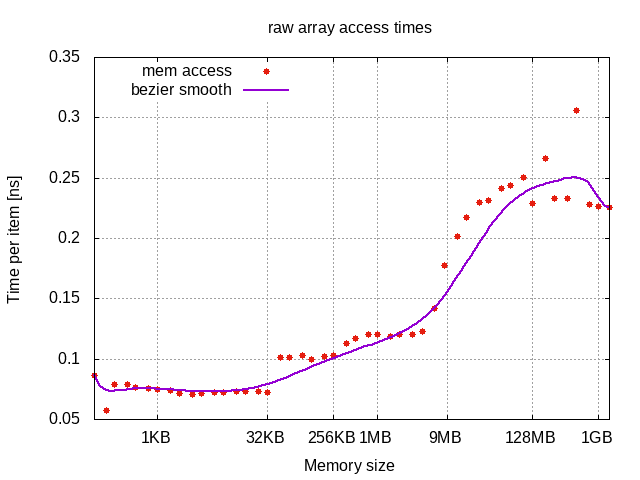 raw array access times
mem access
bezier smooth
Time per item [ns]
0.35
0.3
0.25
0.2
0.15
0.1
0.05
1KB 32KB 256KB 1MB 9MB 128MB 1GB
Memory size